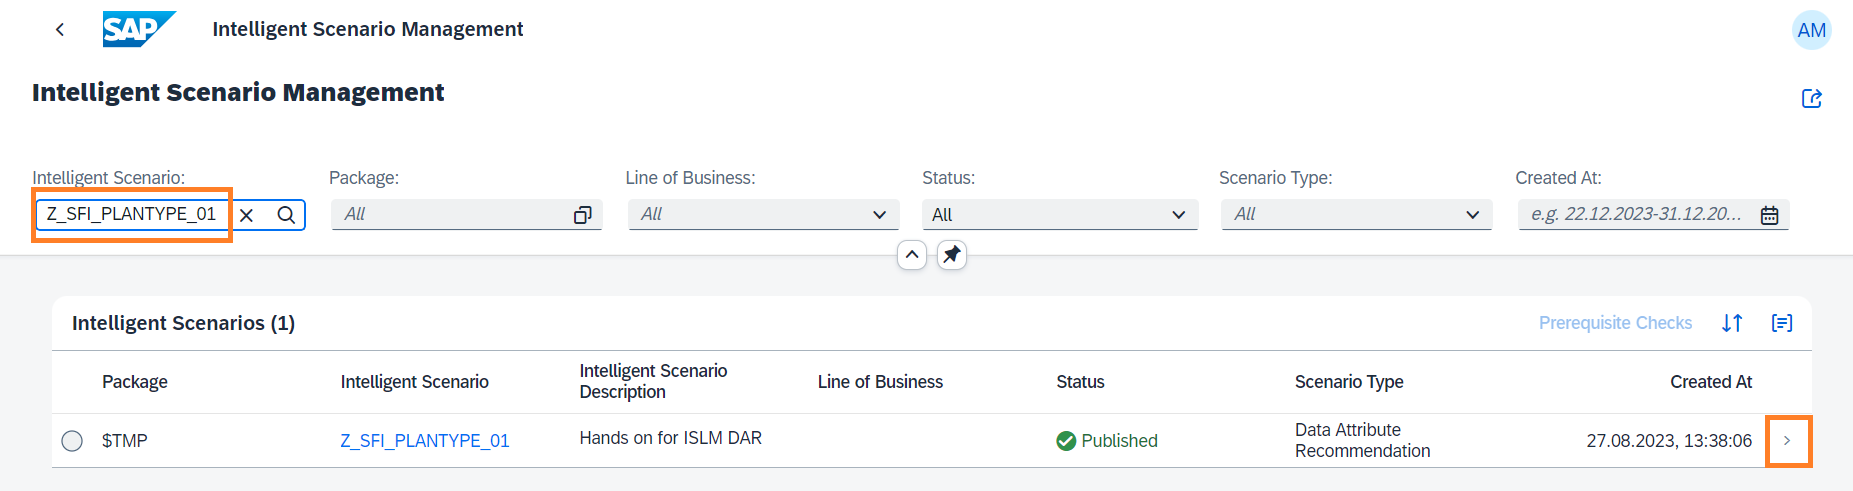 SAP Intelligent Scenario Management AM
Intelligent Scenario Management
Intelligent Scenario: Package: Line of Business: Status: Scenario Type: Created At:
Z_SFI_PLANTYPE_01 All All All All e.g. 22.12.2023-31.12.20...
Intelligent Scenarios (1) Prerequisite Checks
Package Intelligent Scenario Intelligent Scenario Description Line of Business Status Scenario Type Created At
$TMP Z_SFI_PLANTYPE_01 Hands on for ISLM DAR Published Data Attribute Recommendation 27.08.2023, 13:38:06